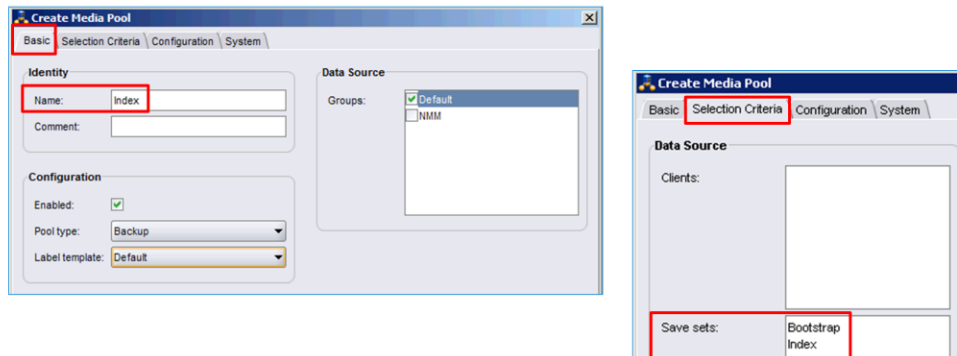 Create Media Pool
Basic Selection Criteria Configuration System
Identity
Name: Index
Comment:
Configuration
Enabled:
Pool type: Backup
Label template: Default
Data Source
Groups: Default
NMM
Create Media Pool
Basic Selection Criteria Configuration System
Data Source
Clients:
Save sets: Bootstrap
Index